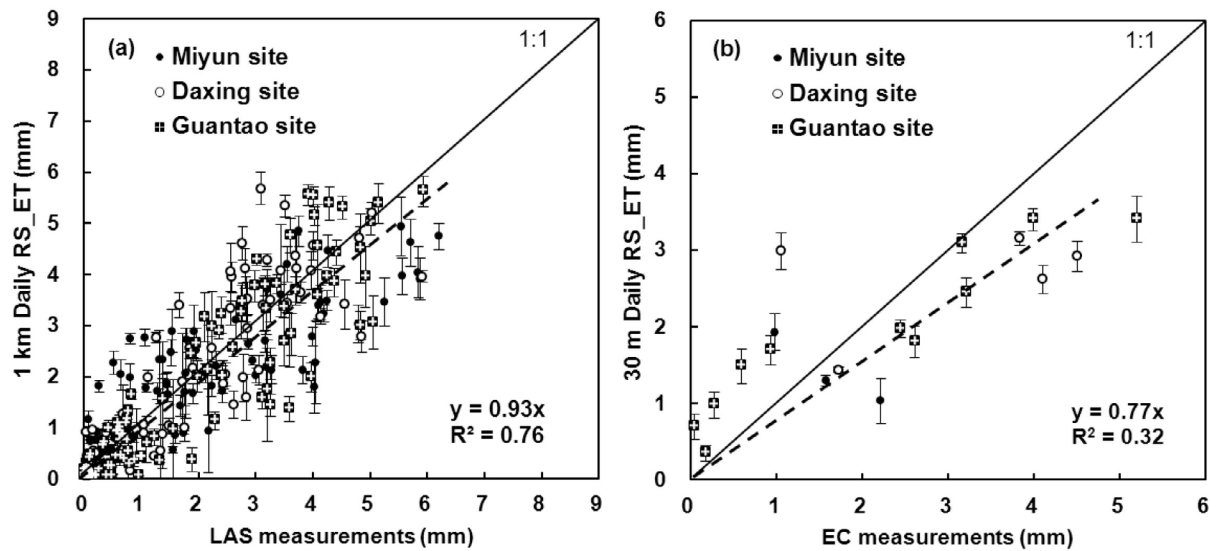 (a)
1:1
Miyun site
Daxing site
Guantao site
1 km Daily RS_ET (mm)
9
8
7
6
5
4
3
2
1
0
y = 0.93x
R² = 0.76
0 1 2 3 4 5 6 7 8 9
LAS measurements (mm)
(b)
1:1
Miyun site
Daxing site
Guantao site
30 m Daily RS_ET (mm)
6
5
4
3
2
1
0
y = 0.77x
R² = 0.32
0 1 2 3 4 5 6
EC measurements (mm)